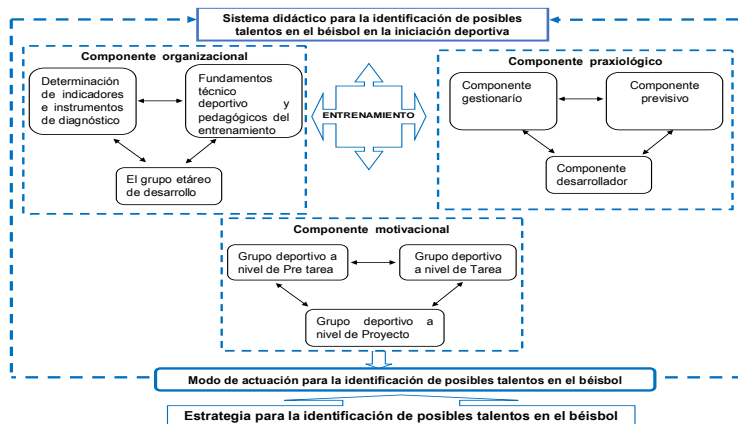 Sistema didáctico para la identificación de posibles
talentos en el béisbol en la iniciación deportiva
Componente organizacional
Determinación
de indicadores
e instrumentos
de diagnóstico
Fundamentos
técnico
deportivo y
pedagógicos del
entrenamiento
El grupo etáreo
de desarrollo
ENTRENAMIENTO
Componente praxiológico
Componente
gestionarío
Componente
previsivo
Componente
desarrollador
Componente motivacional
Grupo deportivo a
nivel de Pre tarea
Grupo deportivo a
nivel de Tarea
Grupo deportivo a
nivel de Proyecto
Modo de actuación para la identificación de posibles talentos en el béisbol
Estrategia para la identificación de posibles talentos en el béisbol